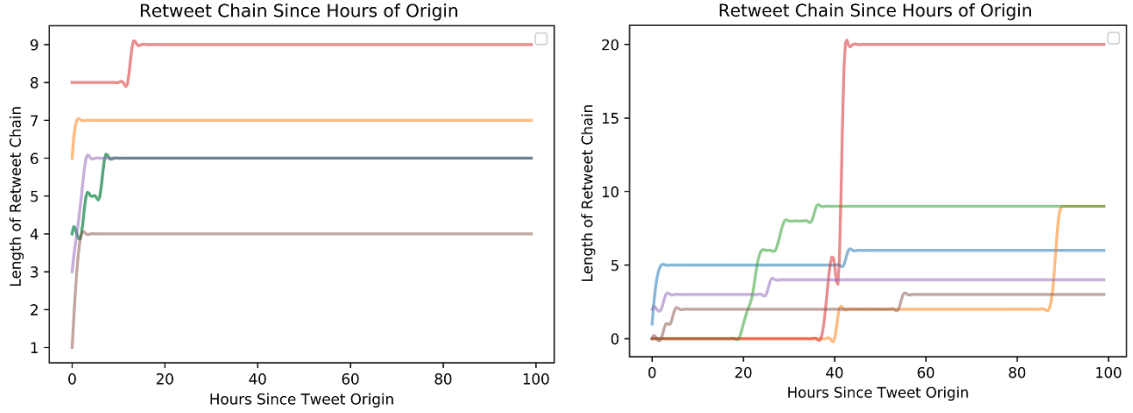 Retweet Chain Since Hours of Origin
Length of Retweet Chain
9
8
7
6
5
4
3
2
1
0 20 40 60 80 100
Hours Since Tweet Origin
Retweet Chain Since Hours of Origin
Length of Retweet Chain
20
15
10
5
0
0 20 40 60 80 100
Hours Since Tweet Origin